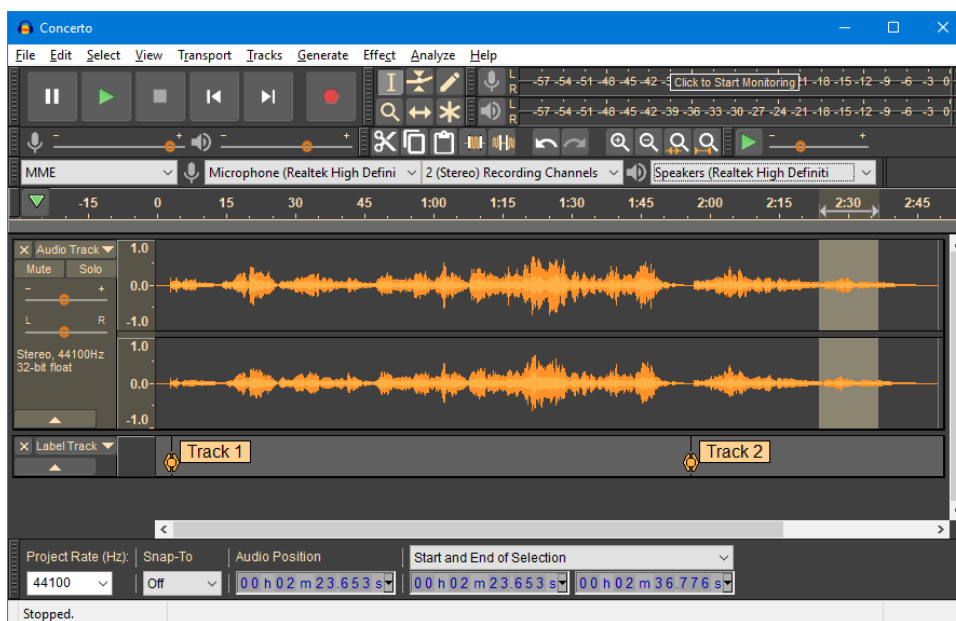 Concerto
File Edit Select View Transport Tracks Generate Effect Analyze Help
L
R
-57 -54 -51 -48 -45 -42 Click to Start Monitoring -18 -15 -12 -9 -6 -3 0
L
R
-57 -54 -51 -48 -45 -42 -39 -36 -33 -30 -27 -24 -21 -18 -15 -12 -9 -6 -3 0
- + - + - +
MME Microphone (Realtek High Defini 2 (Stereo) Recording Channels Speakers (Realtek High Definiti
-15 0 15 30 45 1:00 1:15 1:30 1:45 2:00 2:15 2:30 2:45
Audio Track 1.0
Mute Solo
- + 0.0
L R -1.0
Stereo, 44100Hz 1.0
32-bit float
0.0
-1.0
Label Track Track 1 Track 2
Project Rate (Hz): Snap-To Audio Position Start and End of Selection
44100 Off 00 h 02 m 23.653 s 00 h 02 m 23.653 s 00 h 02 m 36.776 s
Stopped.